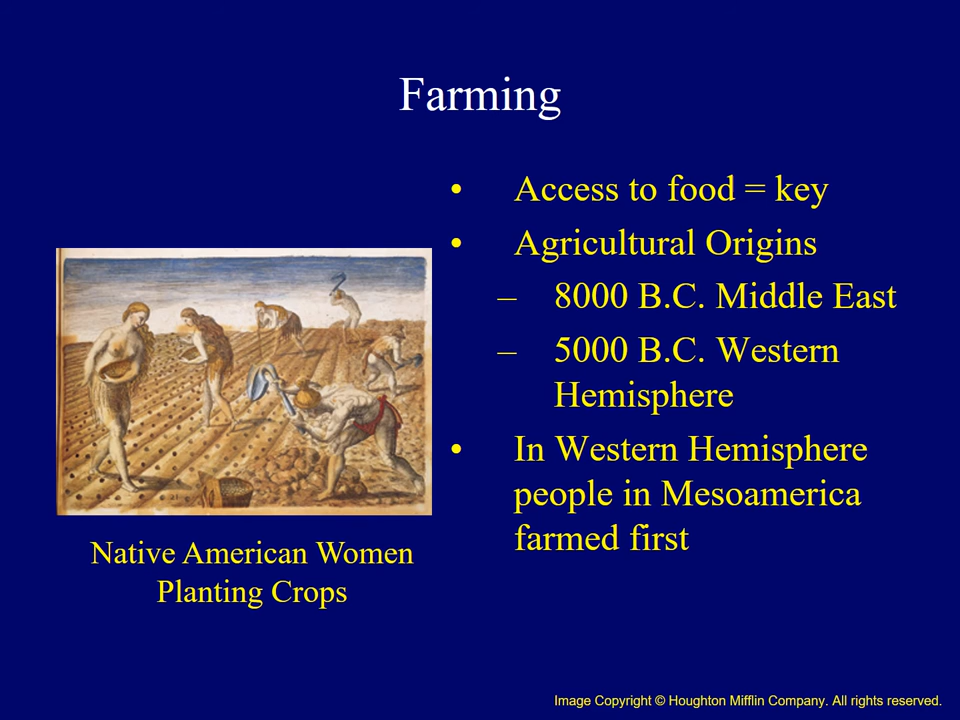 Farming
• Access to food = key
• Agricultural Origins
– 8000 B.C. Middle East
– 5000 B.C. Western
Hemisphere
• In Western Hemisphere
people in Mesoamerica
farmed first
Native American Women
Planting Crops
Image Copyright © Houghton Mifflin Company. All rights reserved.